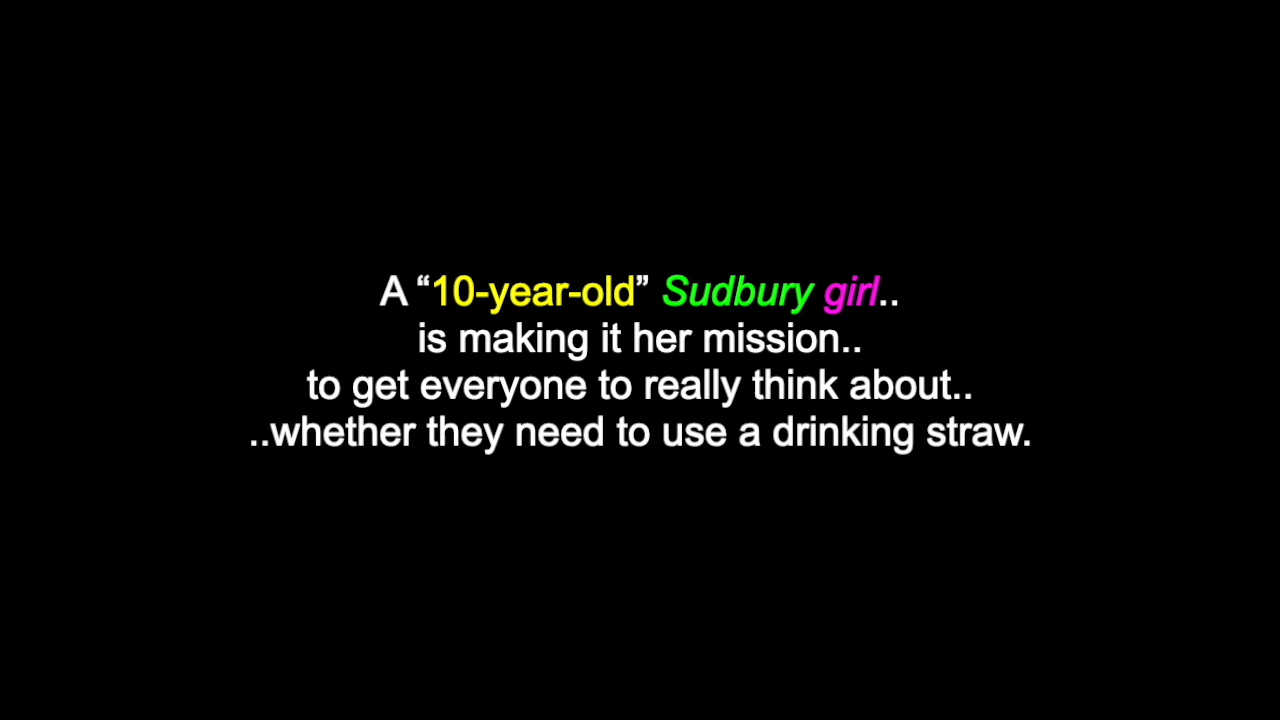 A “10-year-old” Sudbury girl..
is making it her mission..
to get everyone to really think about..
..whether they need to use a drinking straw.